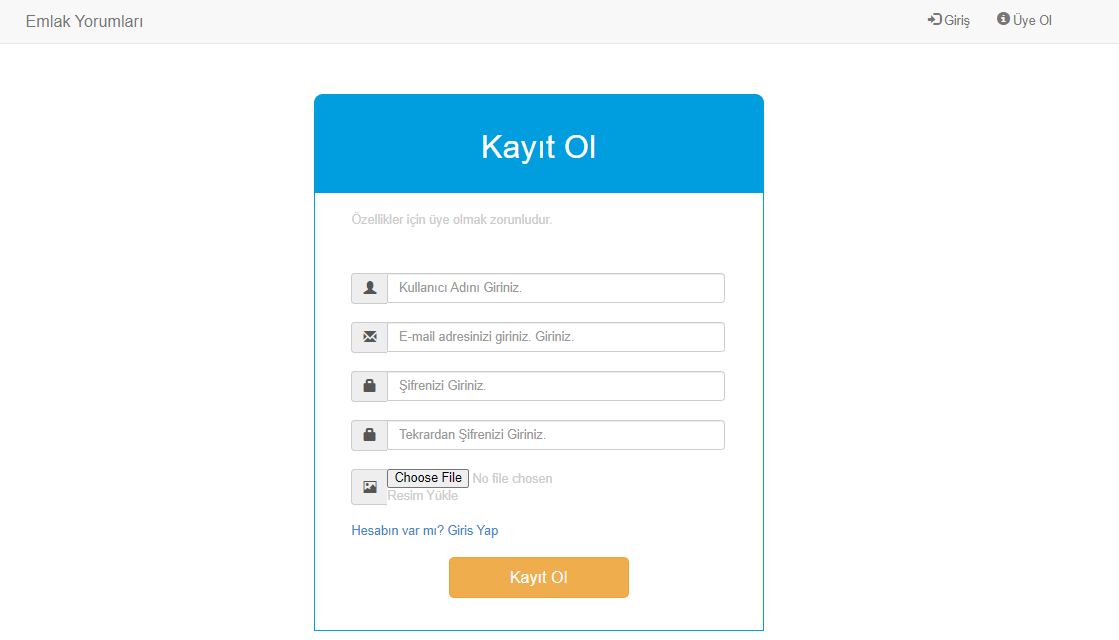 Emlak Yorumları Giriş Üye Ol
Kayıt Ol
Özellikler için üye olmak zorunludur.
Kullanıcı Adını Giriniz.
E-mail adresinizi giriniz. Giriniz.
Şifrenizi Giriniz.
Tekrardan Şifrenizi Giriniz.
Choose File No file chosen
Resim Yükle
Hesabın var mı? Giris Yap
Kayıt Ol